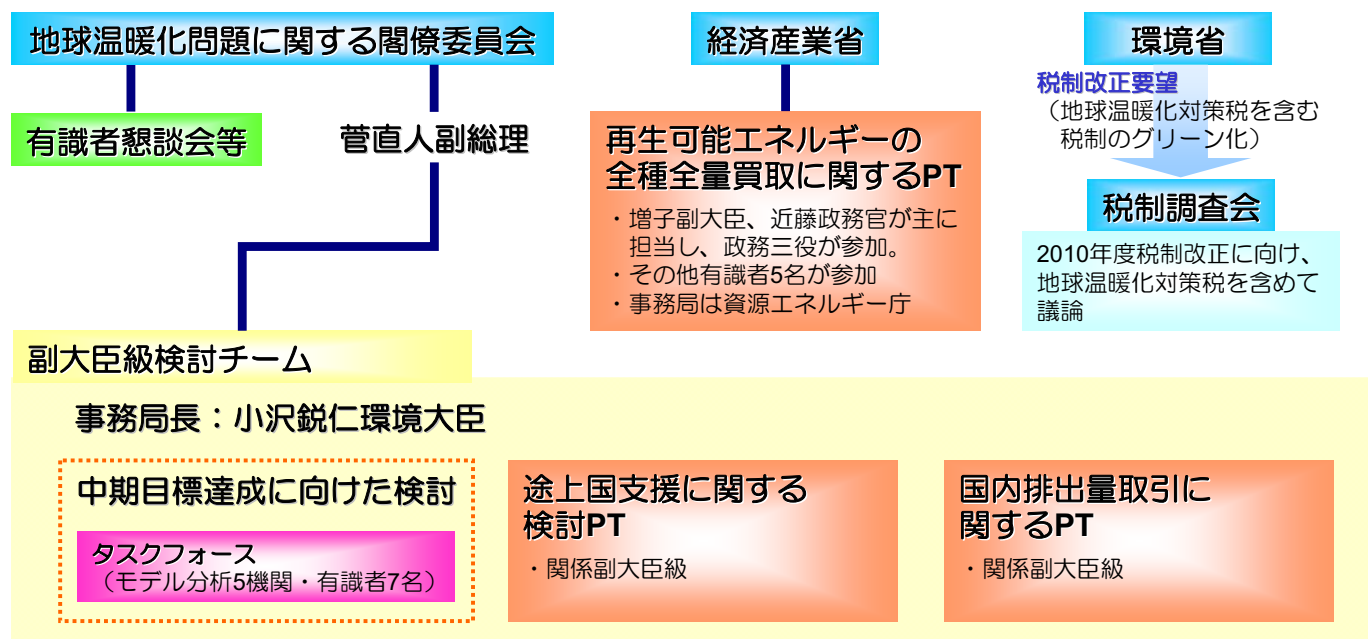 地球温暖化問題に関する閣僚委員会
有識者懇談会等
菅直人副総理
経済産業省
再生可能エネルギーの
全種全量買取に関するPT
・増子副大臣、近藤政務官が主に
担当し、政務三役が参加。
・その他有識者5名が参加
・事務局は資源エネルギー庁
環境省
税制改正要望
（地球温暖化対策税を含む
税制のグリーン化）
税制調査会
2010年度税制改正に向け、
地球温暖化対策税を含めて
議論
副大臣級検討チーム
事務局長：小沢鋭仁環境大臣
中期目標達成に向けた検討
タスクフォース
（モデル分析5機関・有識者7名）
途上国支援に関する
検討PT
・関係副大臣級
国内排出量取引に
関するPT
・関係副大臣級